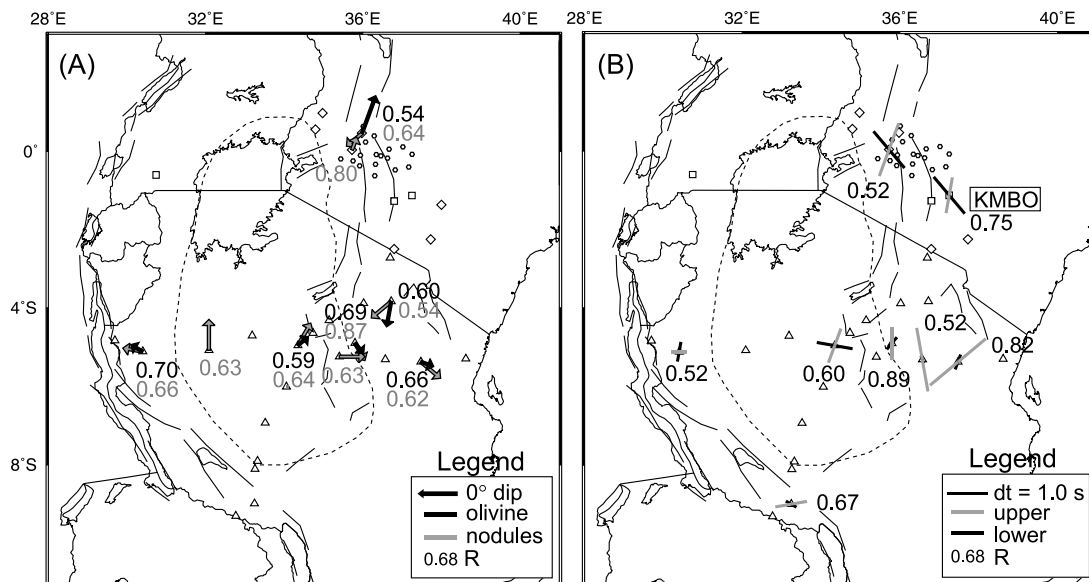 28°E 32°E 36°E 40°E
28°E 32°E 36°E 40°E
(A)
0°
4°S
8°S
0.54
0.64
0.80
0.60
0.54
0.69
0.87
0.59
0.64
0.63
0.63
0.66
0.62
0.70
0.66
Legend
0° dip
olivine
nodules
0.68 R
(B)
0.52
KMBO
0.75
0.52
0.82
0.89
0.60
0.52
0.67
Legend
dt = 1.0 s
upper
lower
0.68 R